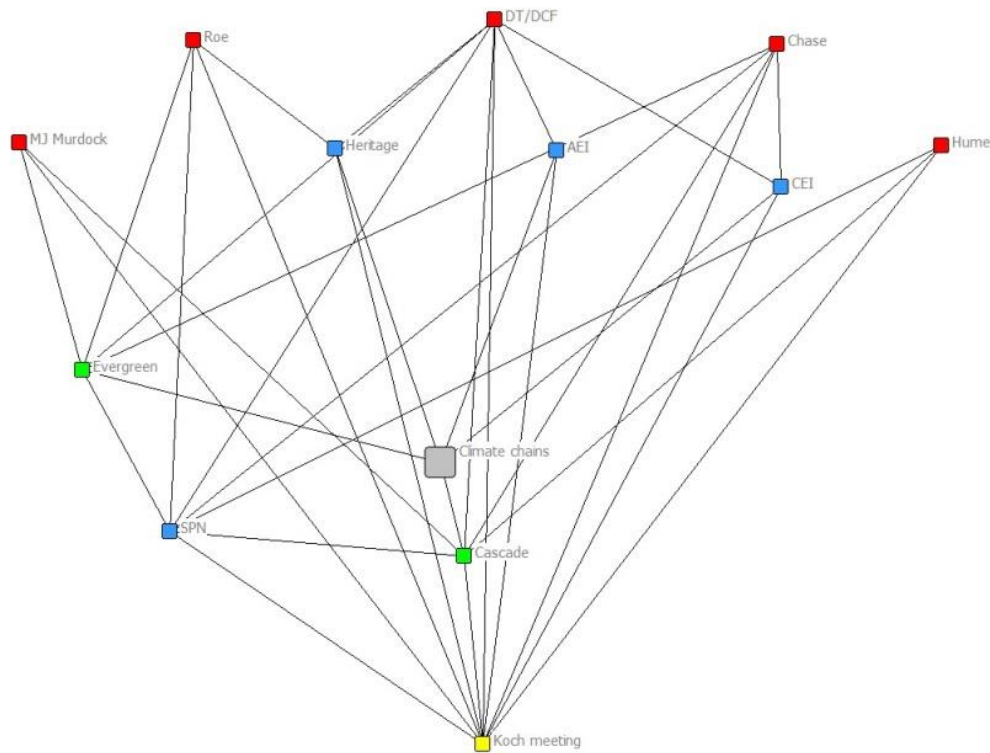 DT/DCF
Roe
Chase
MJ Murdock
Heritage
AEI
Hume
CEI
Evergreen
Climate chains
SPN
Cascade
Koch meeting